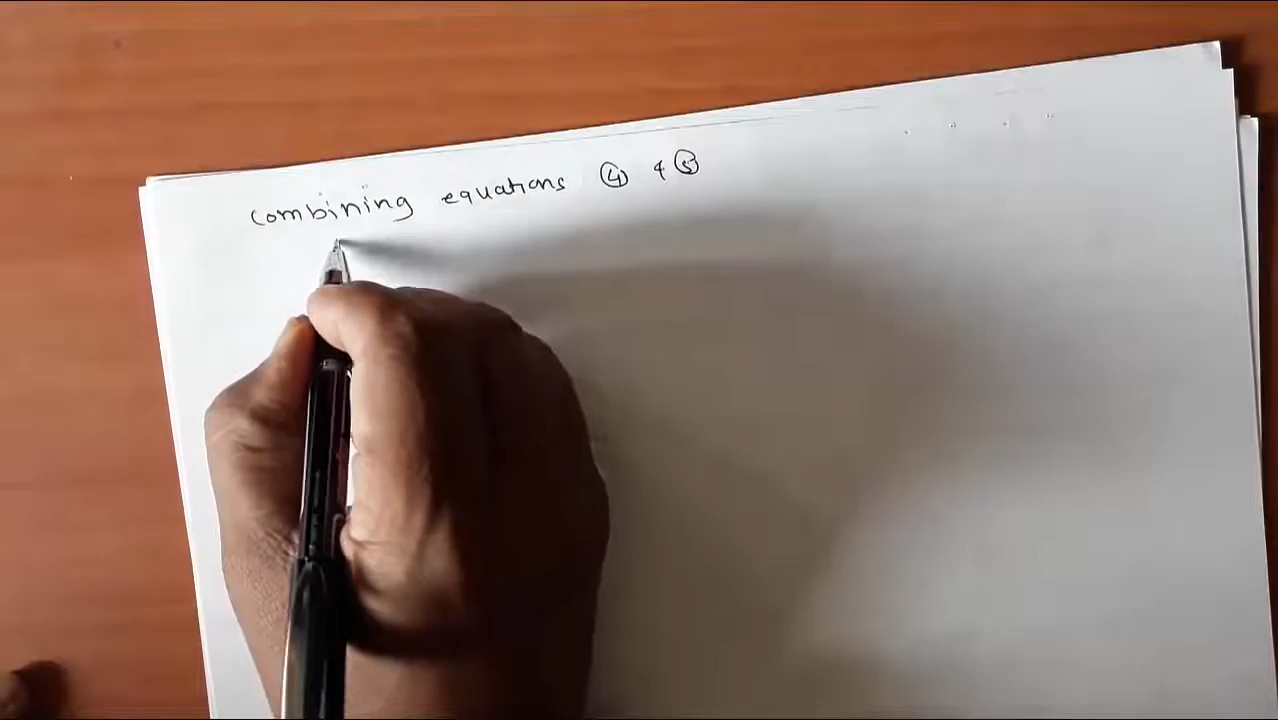 Combining equations ④ & ⑤